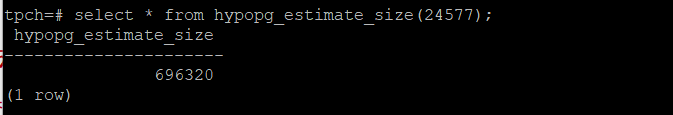 tpch=# select * from hypopg_estimate_size(24577);
 hypopg_estimate_size
----------------------
               696320
(1 row)